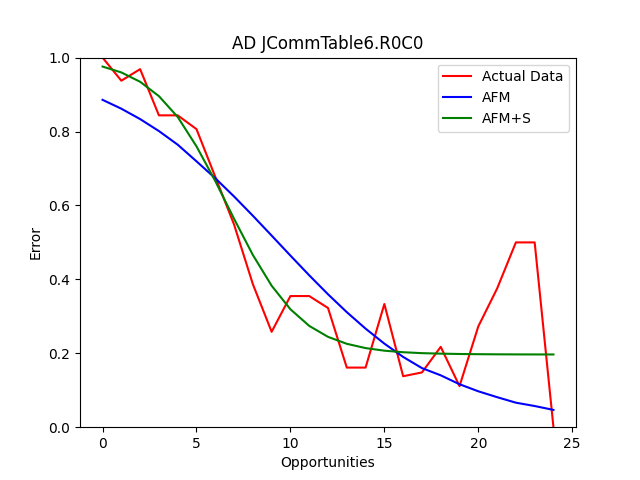 AD JCommTable6.R0C0
Actual Data
AFM
AFM+S
Error
1.0
0.8
0.6
0.4
0.2
0.0
0 5 10 15 20 25
Opportunities